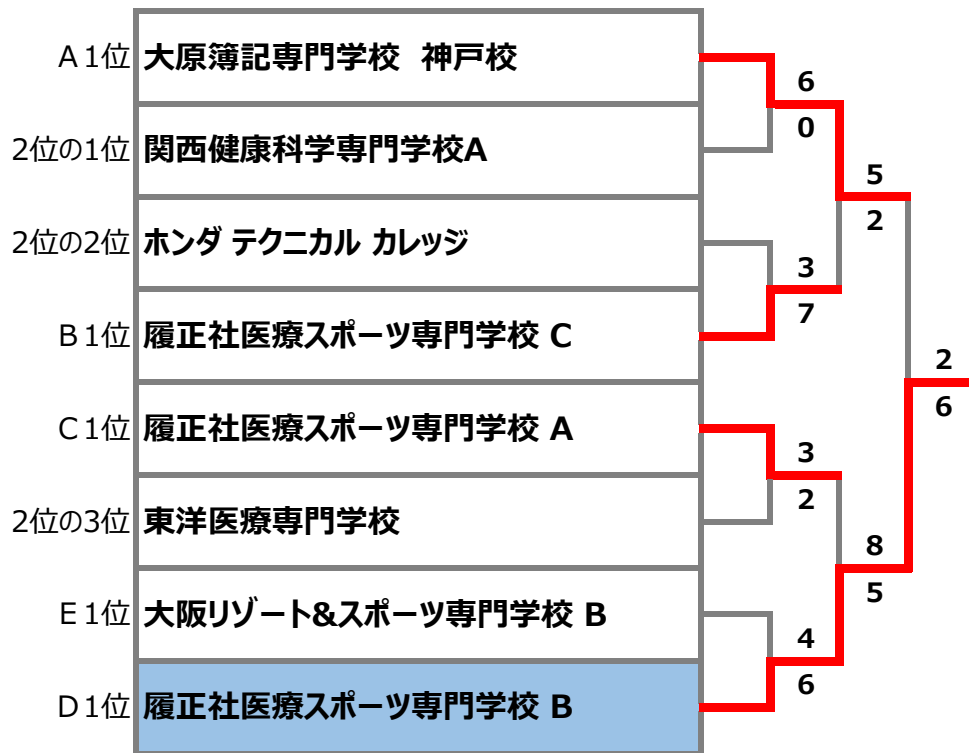 A 1位 大原簿記専門学校 神戸校
2位の1位 関西健康科学専門学校A
2位の2位 ホンダ テクニカル カレッジ
B 1位 履正社医療スポーツ専門学校 C
C 1位 履正社医療スポーツ専門学校 A
2位の3位 東洋医療専門学校
E 1位 大阪リゾート&スポーツ専門学校 B
D 1位 履正社医療スポーツ専門学校 B
6
0
3
7
3
2
4
6
5
2
8
5
2
6